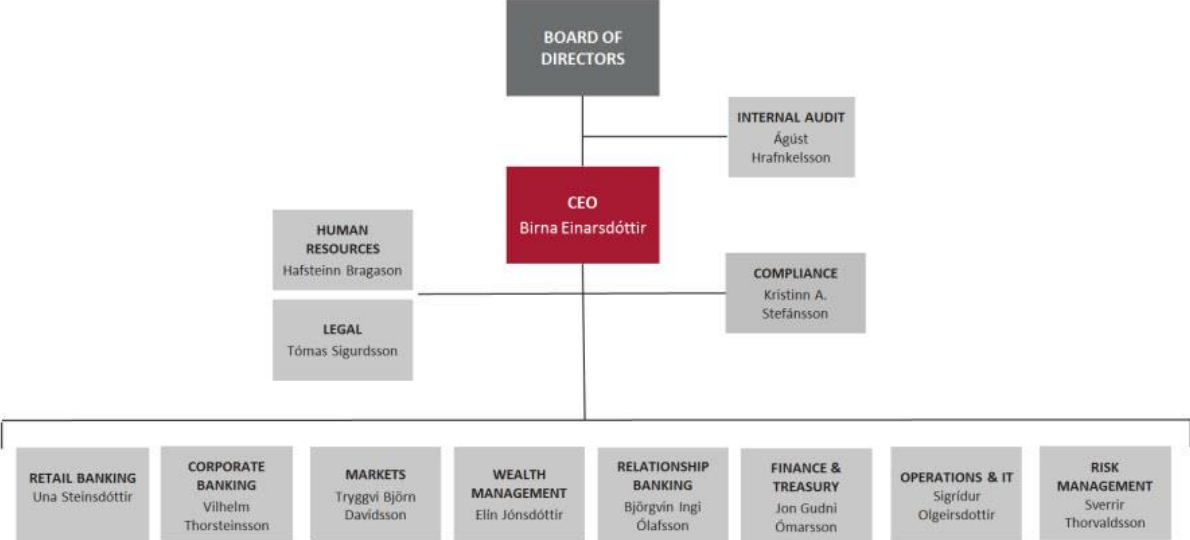 BOARD OF
DIRECTORS
INTERNAL AUDIT
Ágúst
Hrafnkelsson
CEO
Birna Einarsdóttir
HUMAN
RESOURCES
Hafsteinn Bragason
COMPLIANCE
Kristinn A.
Stefánsson
LEGAL
Tómas Sigurdsson
RETAIL BANKING
Una Steinsdóttir
CORPORATE
BANKING
Vilhelm
Thorsteinsson
MARKETS
Tryggvi Björn
Davidsson
WEALTH
MANAGEMENT
Elín Jónsdóttir
RELATIONSHIP
BANKING
Björgvin Ingi
Ólafsson
FINANCE &
TREASURY
Jon Gudni
Ómarsson
OPERATIONS & IT
Sigrídur
Olgeirsdottir
RISK
MANAGEMENT
Sverrir
Thorvaldsson